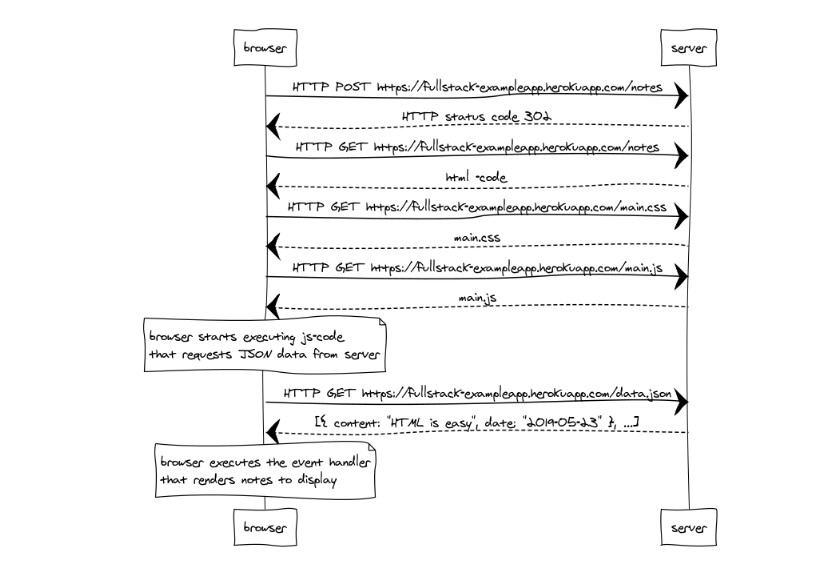 browser server
HTTP POST https://fullstack-exampleapp.herokuapp.com/notes
HTTP status code 302
HTTP GET https://fullstack-exampleapp.herokuapp.com/notes
html-code
HTTP GET https://fullstack-exampleapp.herokuapp.com/main.css
main.css
HTTP GET https://fullstack-exampleapp.herokuapp.com/main.js
main.js
browser starts executing js-code
that requests JSON data from server
HTTP GET https://fullstack-exampleapp.herokuapp.com/data.json
[{ content: "HTML is easy", date: "2019-05-23" }, ...]
browser executes the event handler
that renders notes to display
browser server